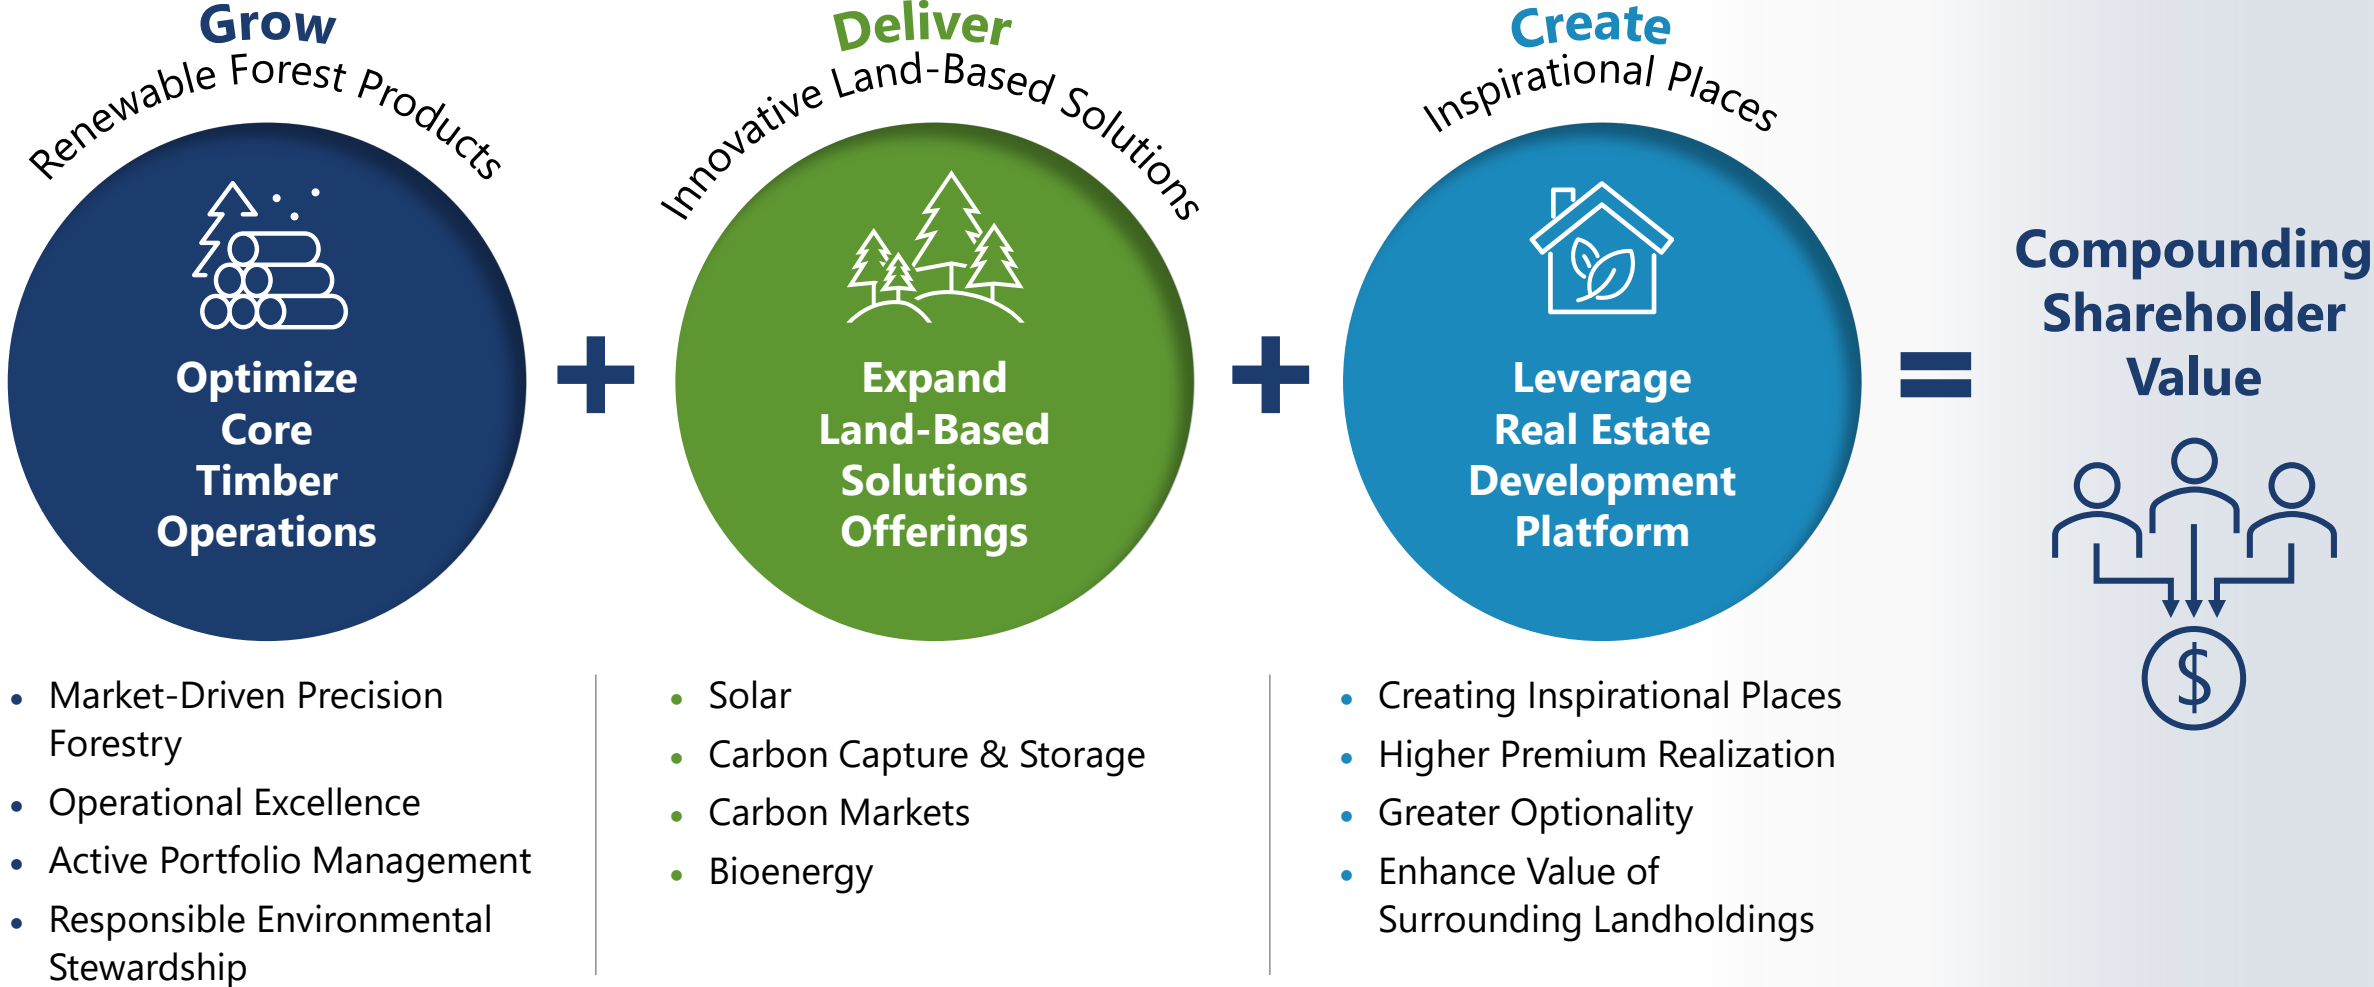 Grow
Renewable Forest Products
Optimize
Core
Timber
Operations
• Market-Driven Precision
Forestry
• Operational Excellence
• Active Portfolio Management
• Responsible Environmental
Stewardship
+
Deliver
Innovative Land-Based Solutions
Expand
Land-Based
Solutions
Offerings
• Solar
• Carbon Capture & Storage
• Carbon Markets
• Bioenergy
+
Create
Inspirational Places
Leverage
Real Estate
Development
Platform
• Creating Inspirational Places
• Higher Premium Realization
• Greater Optionality
• Enhance Value of
Surrounding Landholdings
=
Compounding
Shareholder
Value
$